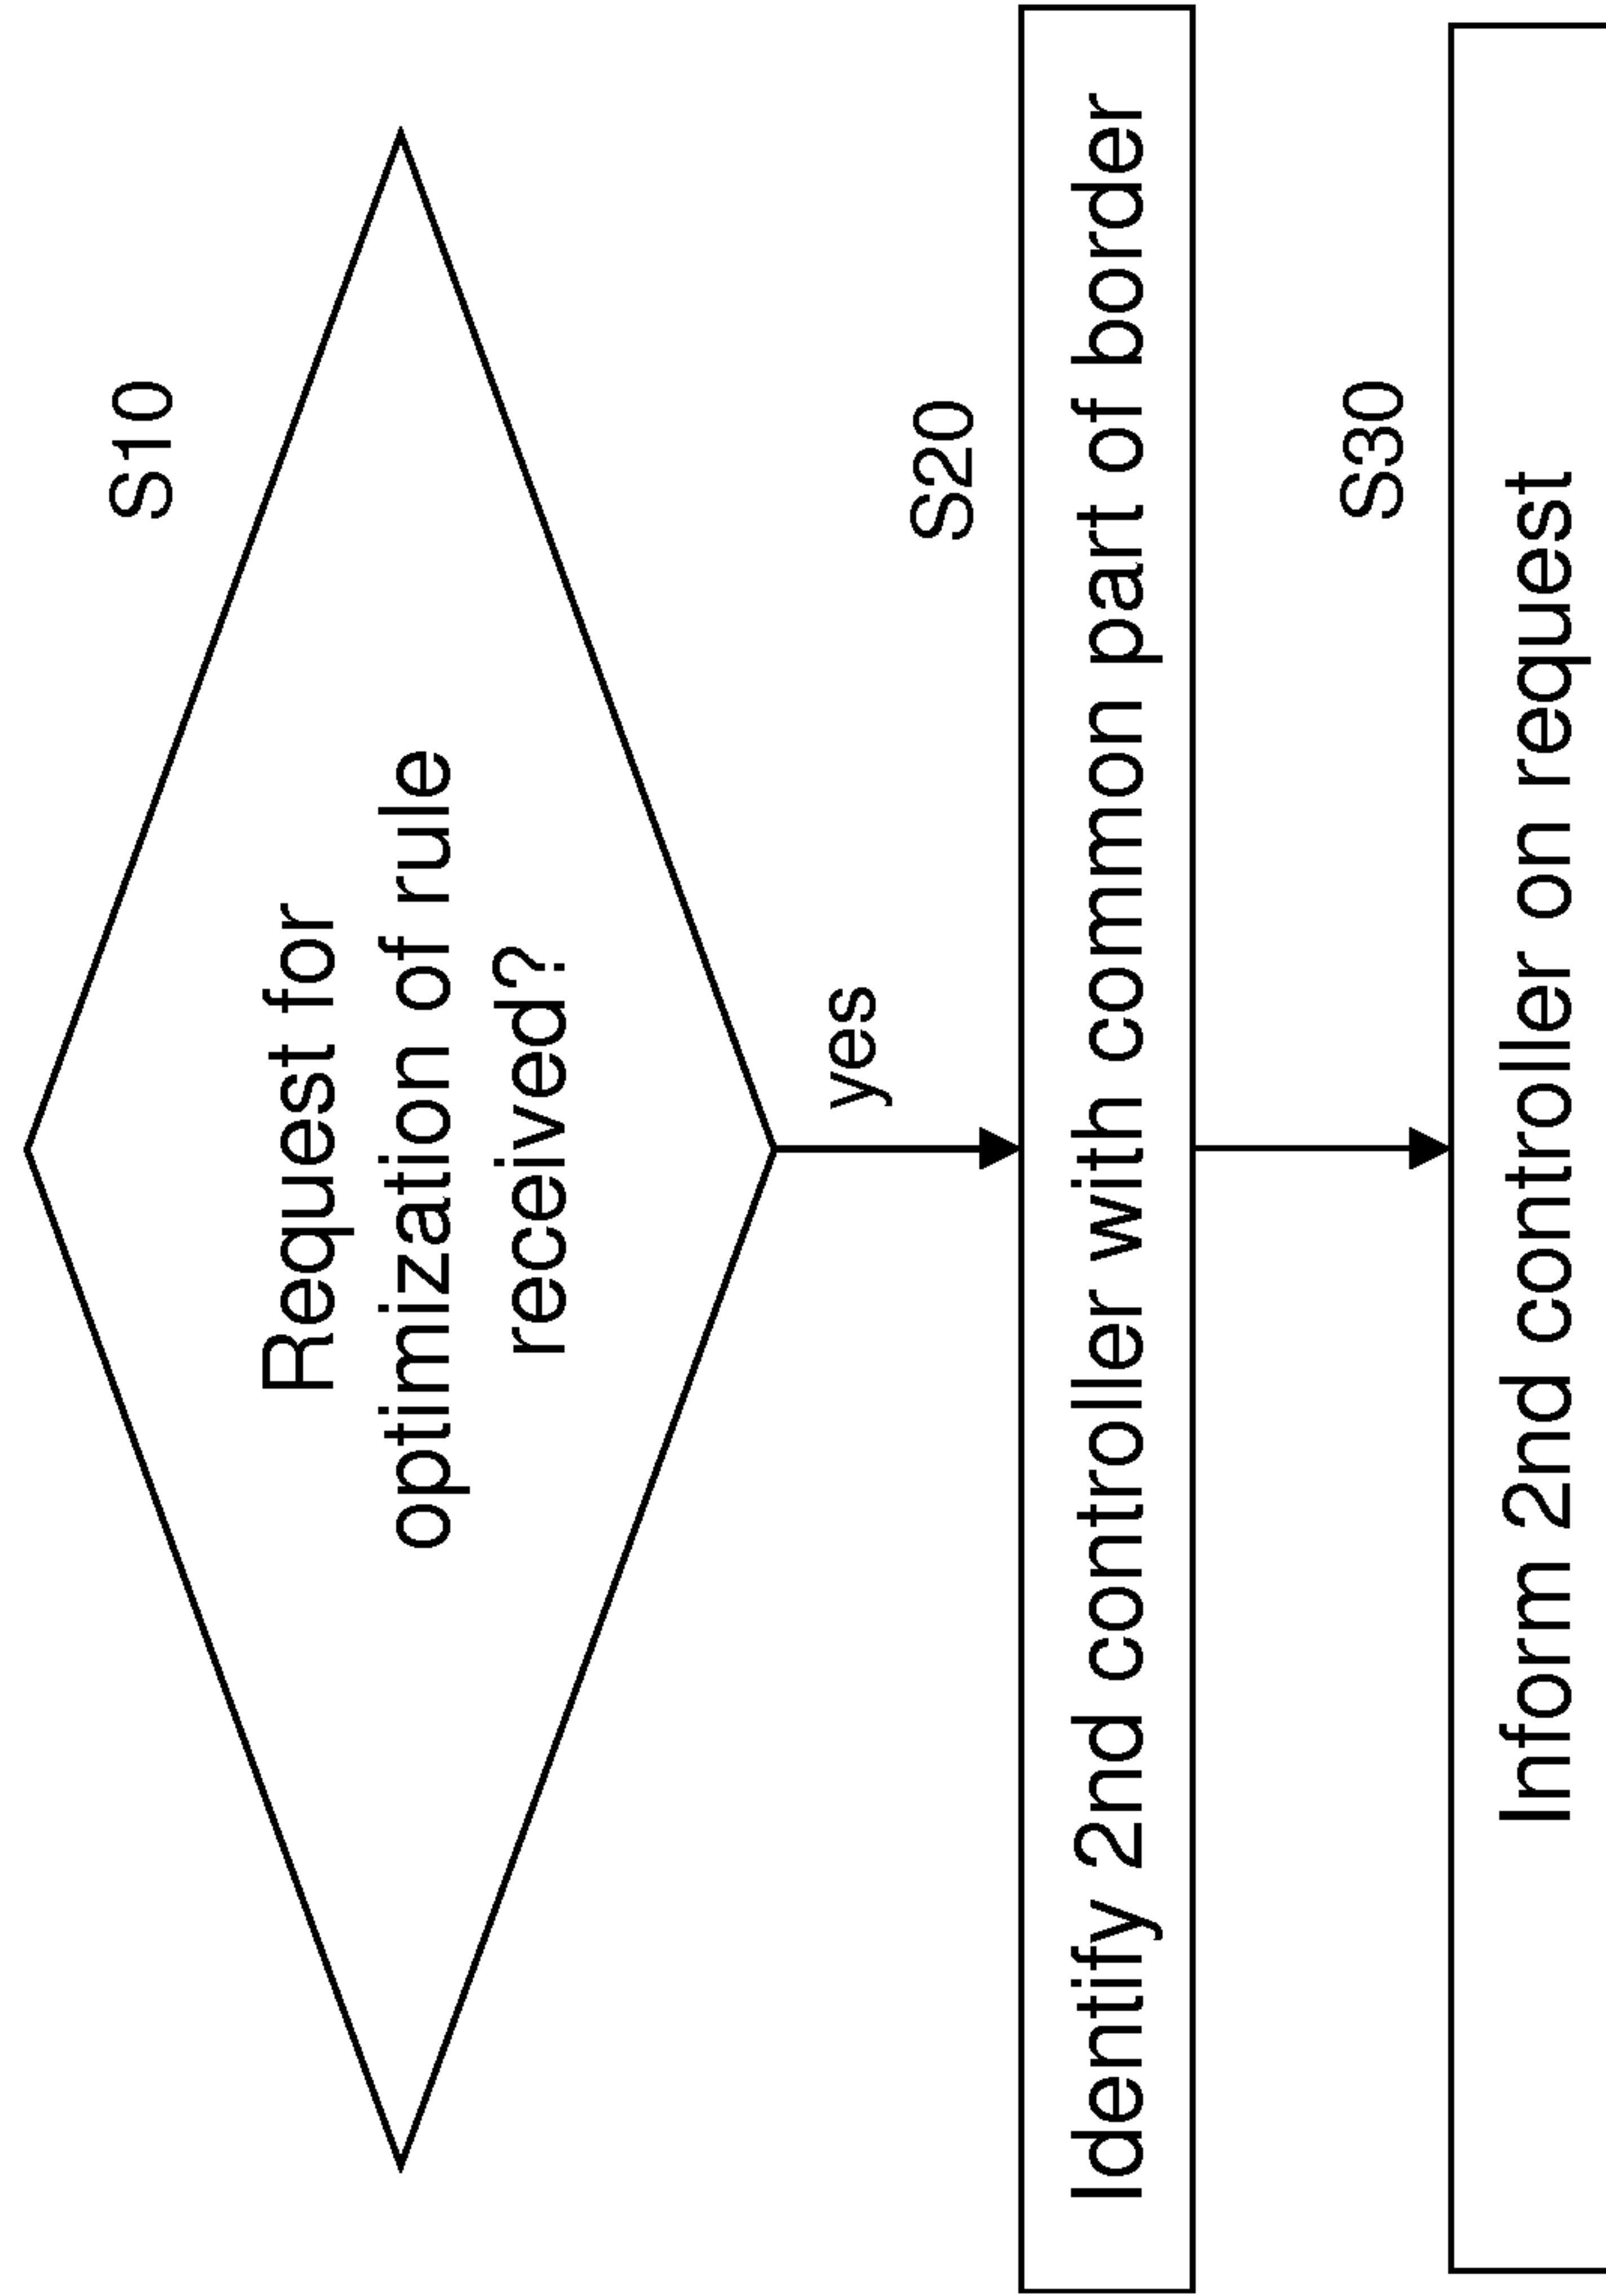 S10
Request for
optimization of rule
received?
yes
S20
Identify 2nd controller with common part of border
S30
Inform 2nd controller on request